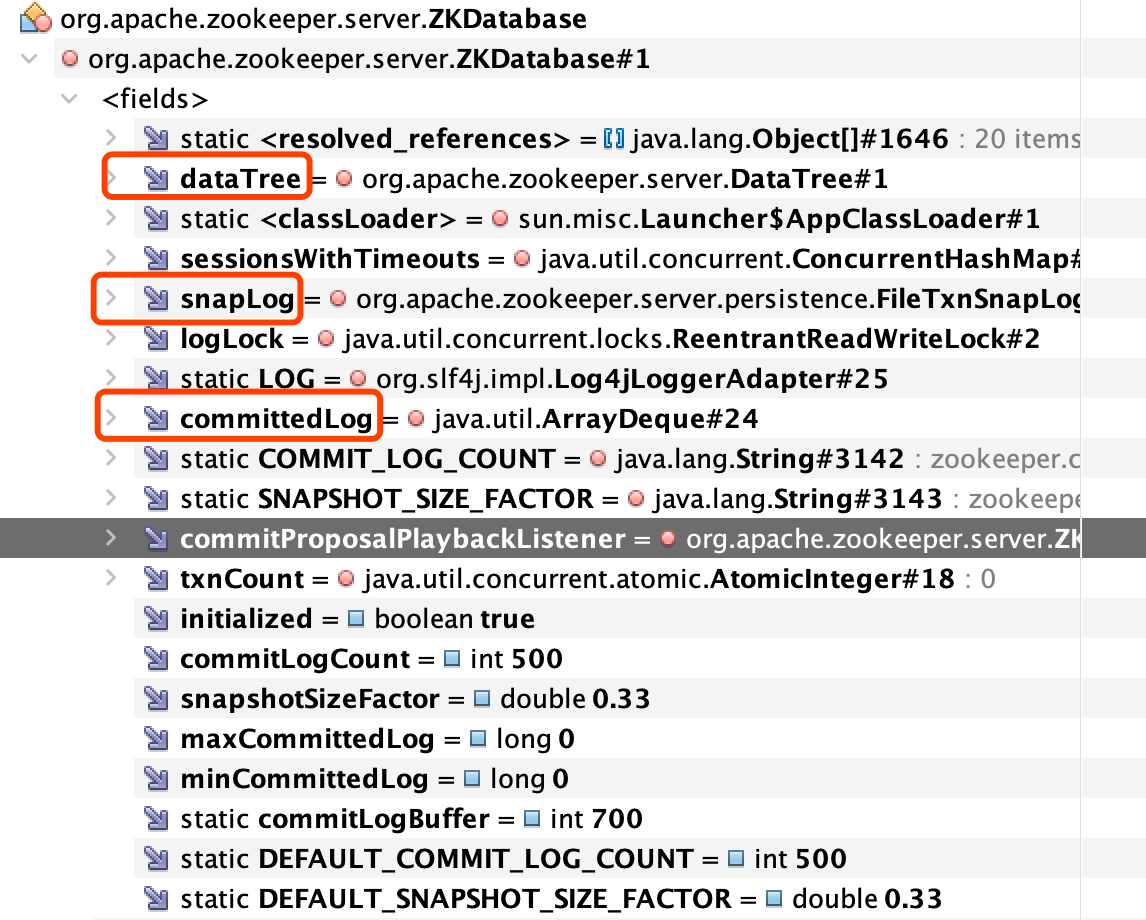 org.apache.zookeeper.server.ZKDatabase
org.apache.zookeeper.server.ZKDatabase#1
<fields>
static <resolved_references> = java.lang.Object[]#1646 : 20 items
dataTree = org.apache.zookeeper.server.DataTree#1
static <classLoader> = sun.misc.Launcher$AppClassLoader#1
sessionsWithTimeouts = java.util.concurrent.ConcurrentHashMap#
snapLog = org.apache.zookeeper.server.persistence.FileTxnSnapLog
logLock = java.util.concurrent.locks.ReentrantReadWriteLock#2
static LOG = org.slf4j.impl.Log4jLoggerAdapter#25
committedLog = java.util.ArrayDeque#24
static COMMIT_LOG_COUNT = java.lang.String#3142 : zookeeper.c
static SNAPSHOT_SIZE_FACTOR = java.lang.String#3143 : zookeepe
commitProposalPlaybackListener = org.apache.zookeeper.server.ZK
txnCount = java.util.concurrent.atomic.AtomicInteger#18 : 0
initialized = boolean true
commitLogCount = int 500
snapshotSizeFactor = double 0.33
maxCommittedLog = long 0
minCommittedLog = long 0
static commitLogBuffer = int 700
static DEFAULT_COMMIT_LOG_COUNT = int 500
static DEFAULT_SNAPSHOT_SIZE_FACTOR = double 0.33